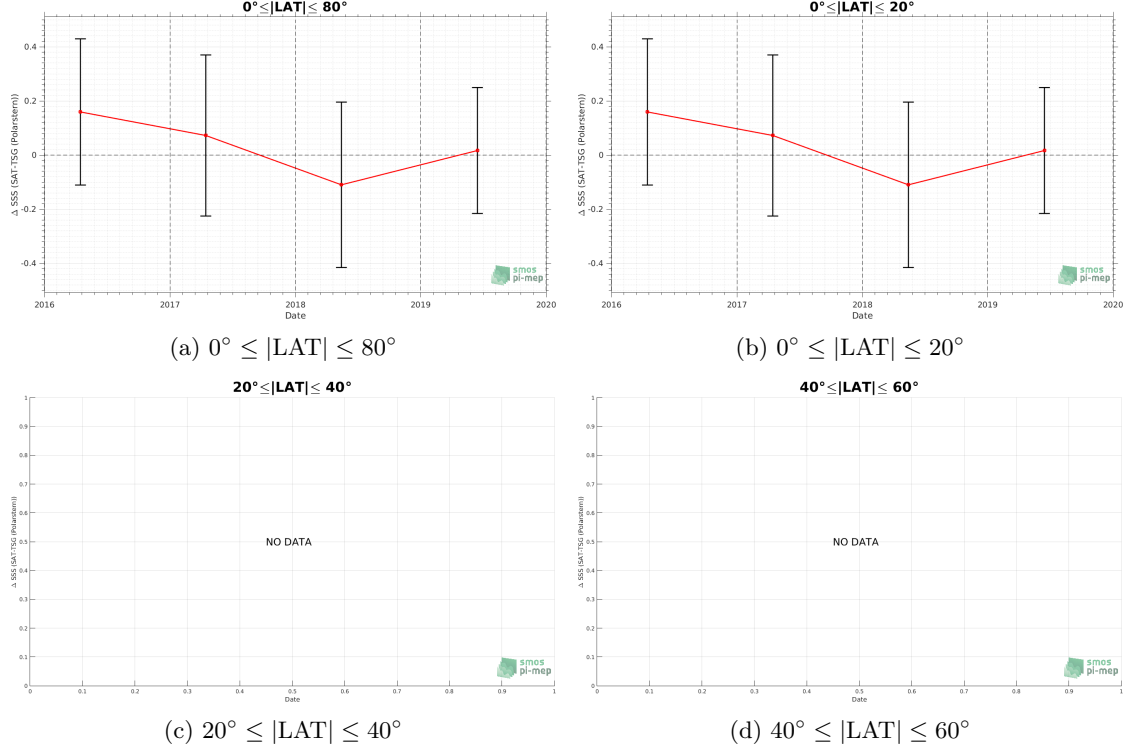 0°≤|LAT|≤ 80°
0.4
0.2
0
-0.2
-0.4
Δ SSS (SAT-TSG (Polarstern))
2016 2017 2018 2019 2020
Date
smos
pi-mep
(a) 0° ≤ |LAT| ≤ 80°
0°≤|LAT|≤ 20°
0.4
0.2
0
-0.2
-0.4
Δ SSS (SAT-TSG (Polarstern))
2016 2017 2018 2019 2020
Date
smos
pi-mep
(b) 0° ≤ |LAT| ≤ 20°
20°≤|LAT|≤ 40°
1
0.9
0.8
0.7
0.6
0.5
0.4
0.3
0.2
0.1
0
Δ SSS (SAT-TSG (Polarstern))
NO DATA
0 0.1 0.2 0.3 0.4 0.5 0.6 0.7 0.8 0.9 1
Date
smos
pi-mep
(c) 20° ≤ |LAT| ≤ 40°
40°≤|LAT|≤ 60°
1
0.9
0.8
0.7
0.6
0.5
0.4
0.3
0.2
0.1
0
Δ SSS (SAT-TSG (Polarstern))
NO DATA
0 0.1 0.2 0.3 0.4 0.5 0.6 0.7 0.8 0.9 1
Date
smos
pi-mep
(d) 40° ≤ |LAT| ≤ 60°